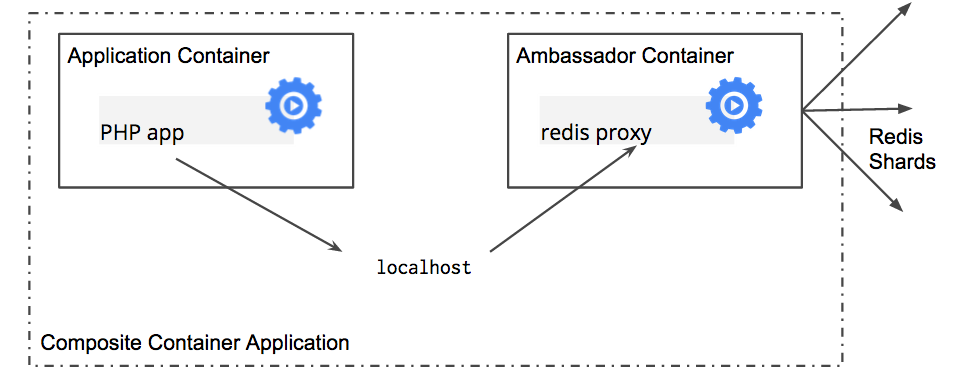 Application Container
PHP app
Ambassador Container
redis proxy
Redis
Shards
localhost
Composite Container Application